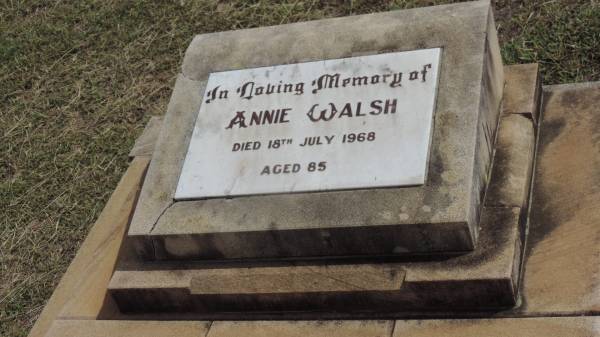 In Loving Memory of
ANNIE WALSH
DIED 18TH JULY 1968
AGED 85